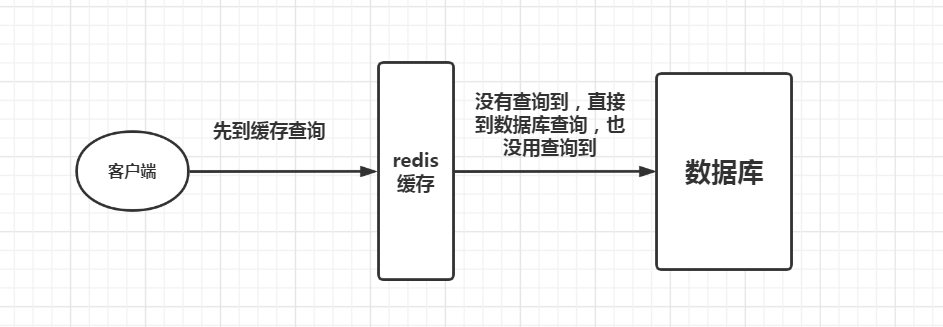 先到缓存查询
客户端
redis
缓存
没有查询到，直接
到数据库查询，也
没用查询到
数据库